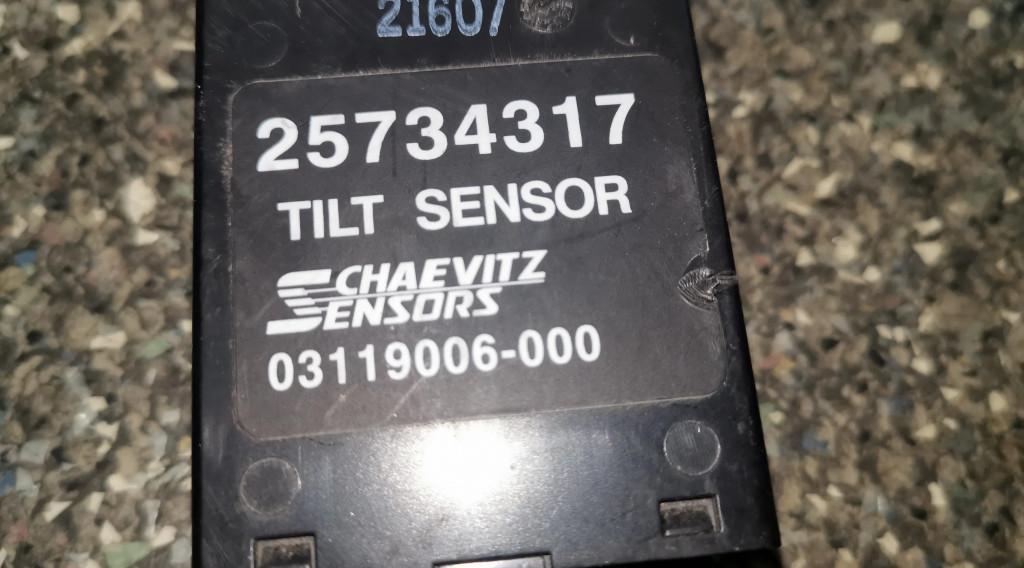 21607
25734317
TILT SENSOR
SCHAEVITZ
SENSORS
03119006-000